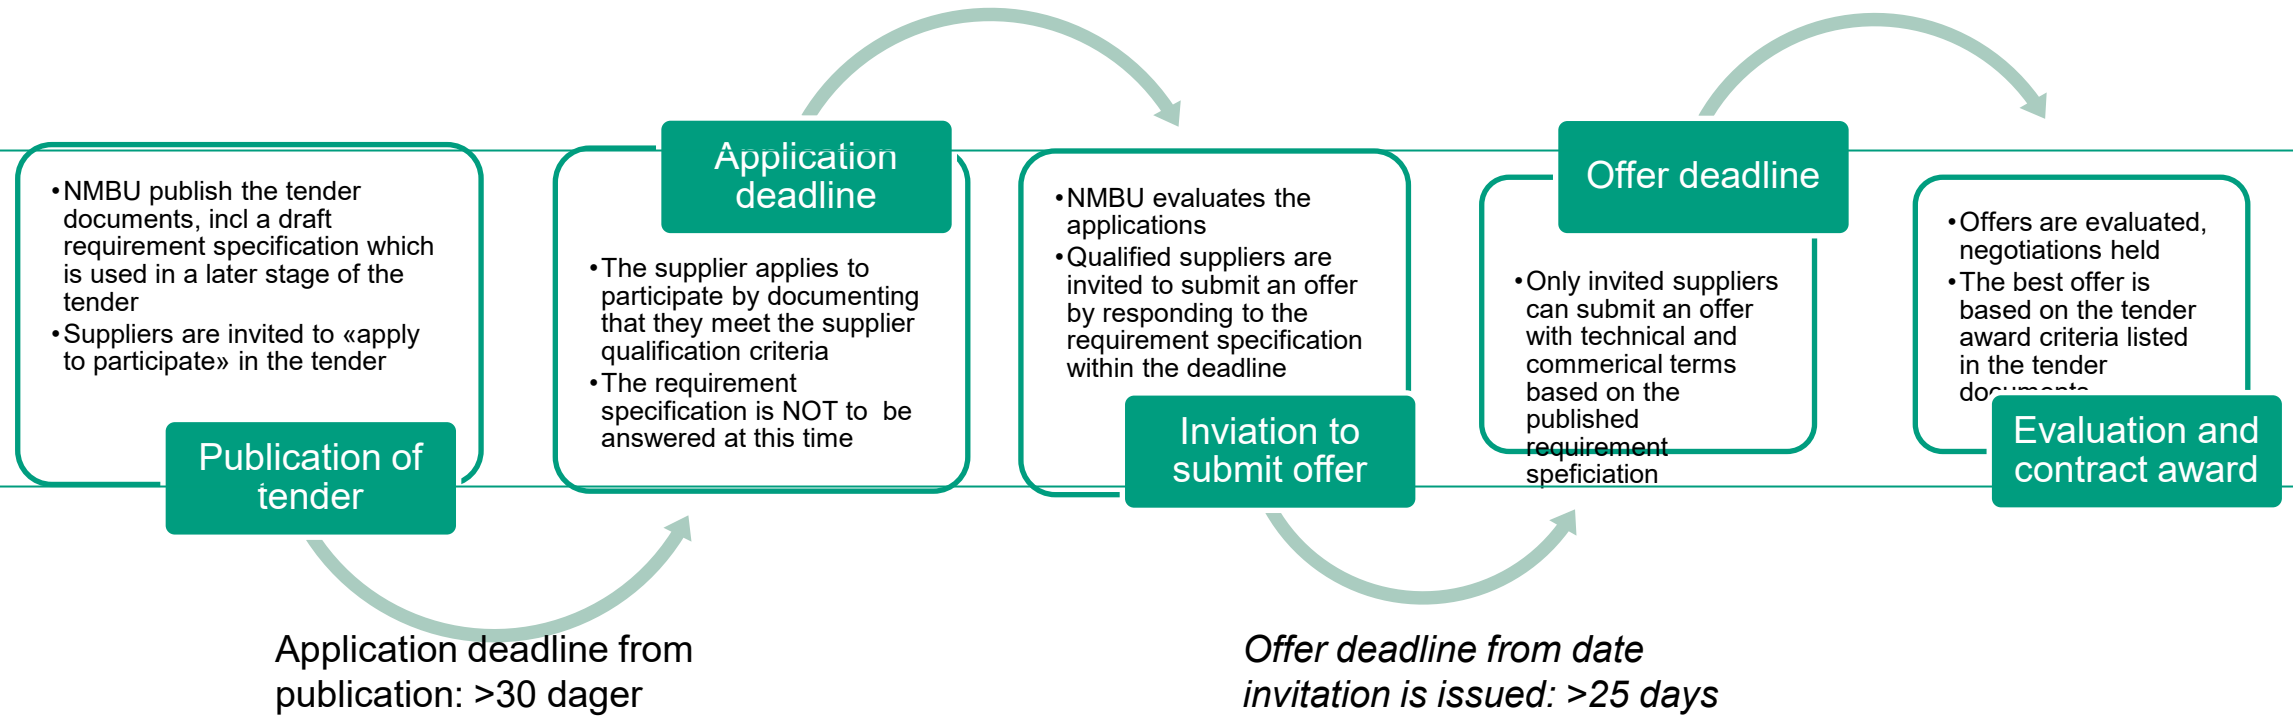 •NMBU publish the tender
documents, incl a draft
requirement specification which
is used in a later stage of the
tender
•Suppliers are invited to «apply
to participate» in the tender
Publication of
tender
Application
deadline
•The supplier applies to
participate by documenting
that they meet the supplier
qualification criteria
•The requirement
specification is NOT to  be
answered at this time
•NMBU evaluates the
applications
•Qualified suppliers are
invited to submit an offer
by responding to the
requirement specification
within the deadline
Inviation to
submit offer
Offer deadline
•Only invited suppliers
can submit an offer
with technical and
commerical terms
based on the
published
requirement
speficiation
•Offers are evaluated,
negotiations held
•The best offer is
based on the tender
award criteria listed
in the tender
documents
Evaluation and
contract award
Application deadline from
publication: >30 dager
Offer deadline from date
invitation is issued: >25 days